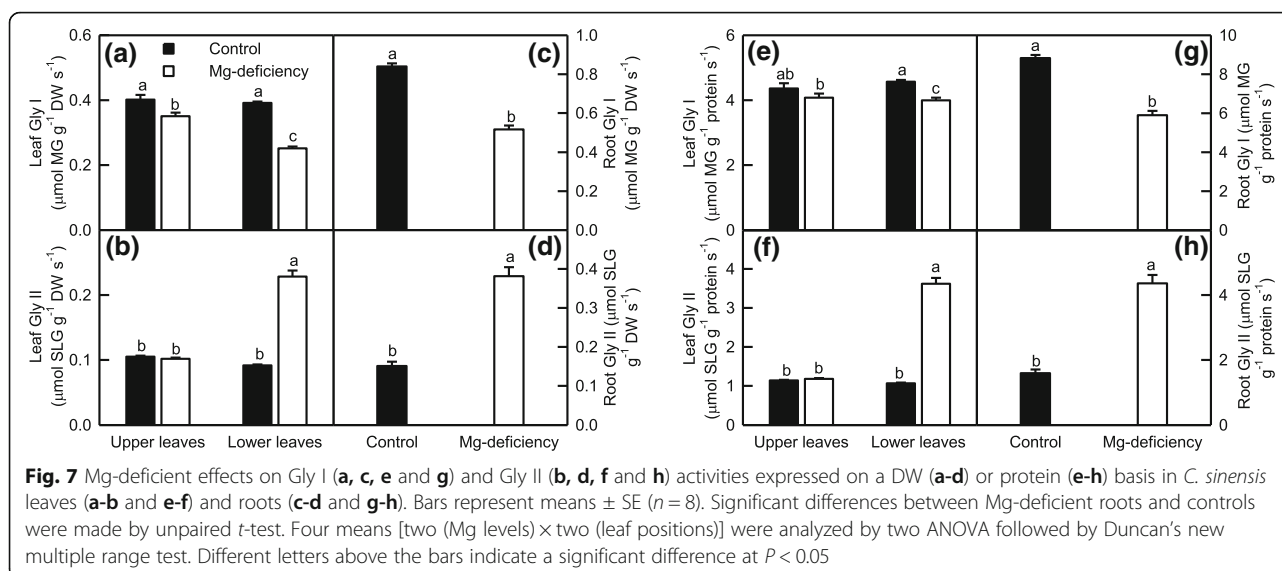 (a)
Control
Mg-deficiency
Leaf Gly I
(μmol MG g⁻¹ DW s⁻¹)
0.6
0.4
0.2
0.0
a
b
a
c
(c)
a
b
1.0
0.8
0.6
0.4
0.2
0.0
Root Gly I
(μmol MG g⁻¹ DW s⁻¹)
(b)
Leaf Gly II
(μmol SLG g⁻¹ DW s⁻¹)
0.2
0.1
0.0
b
b
b
a
Upper leaves
Lower leaves
(d)
b
a
0.4
0.3
0.2
0.1
0.0
Root Gly II (μmol SLG
g⁻¹ DW s⁻¹)
Control
Mg-deficiency
(e)
Leaf Gly I
(μmol MG g⁻¹ protein s⁻¹)
6
4
2
0
ab
b
a
c
(g)
a
b
10
8
6
4
2
0
Root Gly I (μmol MG
g⁻¹ protein s⁻¹)
(f)
Leaf Gly II
(μmol SLG g⁻¹ protein s⁻¹)
4
3
2
1
0
b
b
b
a
Upper leaves
Lower leaves
(h)
b
a
4
2
0
Root Gly II (μmol SLG
g⁻¹ protein s⁻¹)
Control
Mg-deficiency
Fig. 7 Mg-deficient effects on Gly I (a, c, e and g) and Gly II (b, d, f and h) activities expressed on a DW (a-d) or protein (e-h) basis in C. sinensis
leaves (a-b and e-f) and roots (c-d and g-h). Bars represent means ± SE (n = 8). Significant differences between Mg-deficient roots and controls
were made by unpaired t-test. Four means [two (Mg levels) × two (leaf positions)] were analyzed by two ANOVA followed by Duncan's new
multiple range test. Different letters above the bars indicate a significant difference at P < 0.05